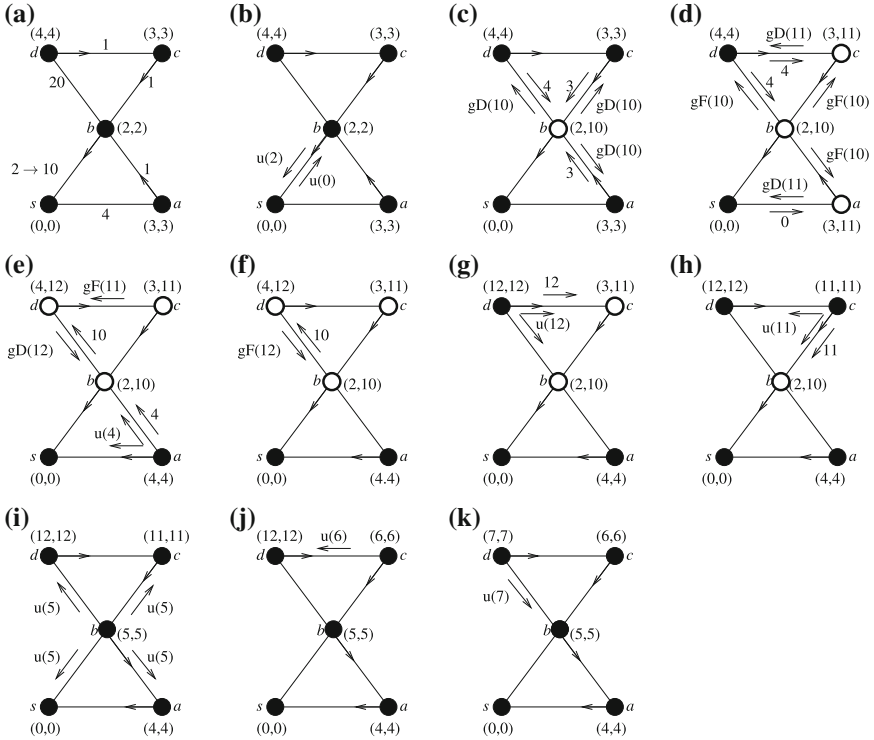 (a) (b) (c) (d)
(4,4) (3,3) (4,4) (3,3) (4,4) (3,3) (4,4) gD(11) (3,11)
d 1 c d c d c d 4 c
20 1 4 3 4
gD(10) gD(10) gF(10) gF(10)
b (2,2) b (2,2) b (2,10) b (2,10)
2 → 10 1 u(2) u(0) gD(10) 3 gF(10)
gD(11)
s 4 a s a s a s 0 a
(0,0) (3,3) (0,0) (3,3) (0,0) (3,3) (0,0) (3,11)
(e) (f) (g) (h)
(4,12) gF(11) (3,11) (4,12) (3,11) (12,12) 12 (3,11) (12,12) (11,11)
d c d c d c d c
10 10 u(12) u(11)
gD(12) gF(12) 11
b (2,10) b (2,10) b (2,10) b (2,10)
4
u(4)
s a s a s a s a
(0,0) (4,4) (0,0) (4,4) (0,0) (4,4) (0,0) (4,4)
(i) (j) (k)
(12,12) (11,11) (12,12) u(6) (6,6) (7,7) (6,6)
d c d c d c
u(5) u(5) u(7)
b (5,5) b (5,5) b (5,5)
u(5) u(5)
s a s a s a
(0,0) (4,4) (0,0) (4,4) (0,0) (4,4)